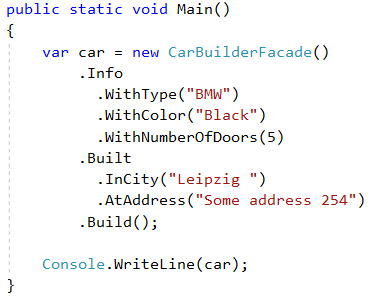 public static void Main()
{
    var car = new CarBuilderFacade()
        .Info
          .WithType("BMW")
          .WithColor("Black")
          .WithNumberOfDoors(5)
        .Built
          .InCity("Leipzig ")
          .AtAddress("Some address 254")
        .Build();

    Console.WriteLine(car);
}